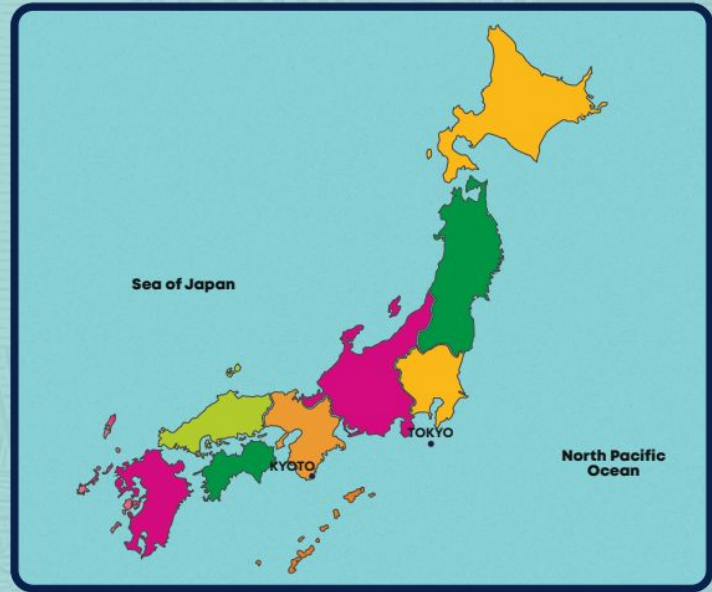 Sea of Japan
TOKYO
North Pacific
Ocean
KYOTO